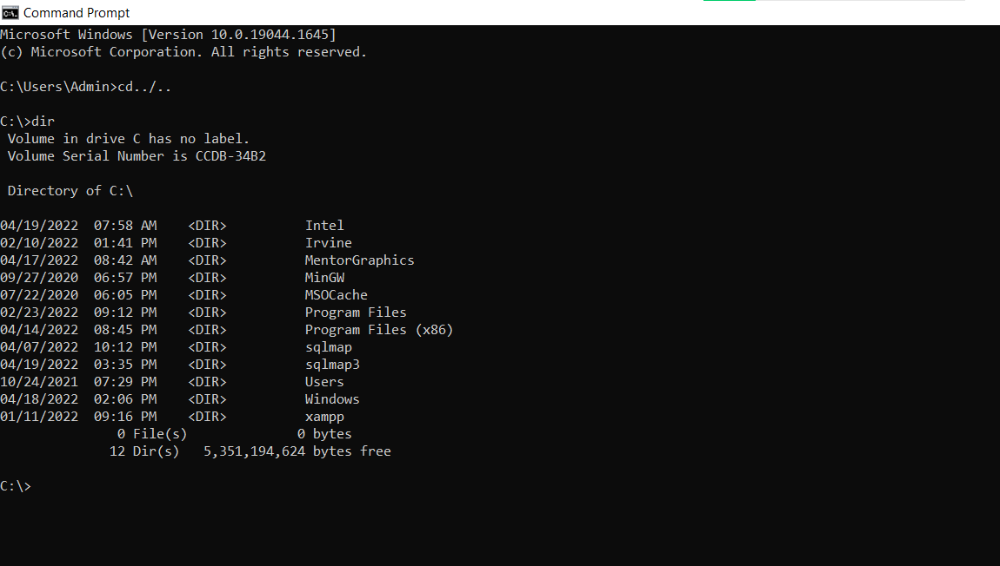 Command Prompt
Microsoft Windows [Version 10.0.19044.1645]
(c) Microsoft Corporation. All rights reserved.
C:\Users\Admin>cd../..
C:\>dir
 Volume in drive C has no label.
 Volume Serial Number is CCDB-34B2
 Directory of C:\
04/19/2022  07:58 AM    <DIR>          Intel
02/10/2022  01:41 PM    <DIR>          Irvine
04/17/2022  08:42 AM    <DIR>          MentorGraphics
09/27/2020  06:57 PM    <DIR>          MinGW
07/22/2020  06:05 PM    <DIR>          MSOCache
02/23/2022  09:12 PM    <DIR>          Program Files
04/14/2022  08:45 PM    <DIR>          Program Files (x86)
04/07/2022  10:12 PM    <DIR>          sqlmap
04/19/2022  03:35 PM    <DIR>          sqlmap3
10/24/2021  07:29 PM    <DIR>          Users
04/18/2022  02:06 PM    <DIR>          Windows
01/11/2022  09:16 PM    <DIR>          xampp
               0 File(s)              0 bytes
              12 Dir(s)   5,351,194,624 bytes free
C:\>